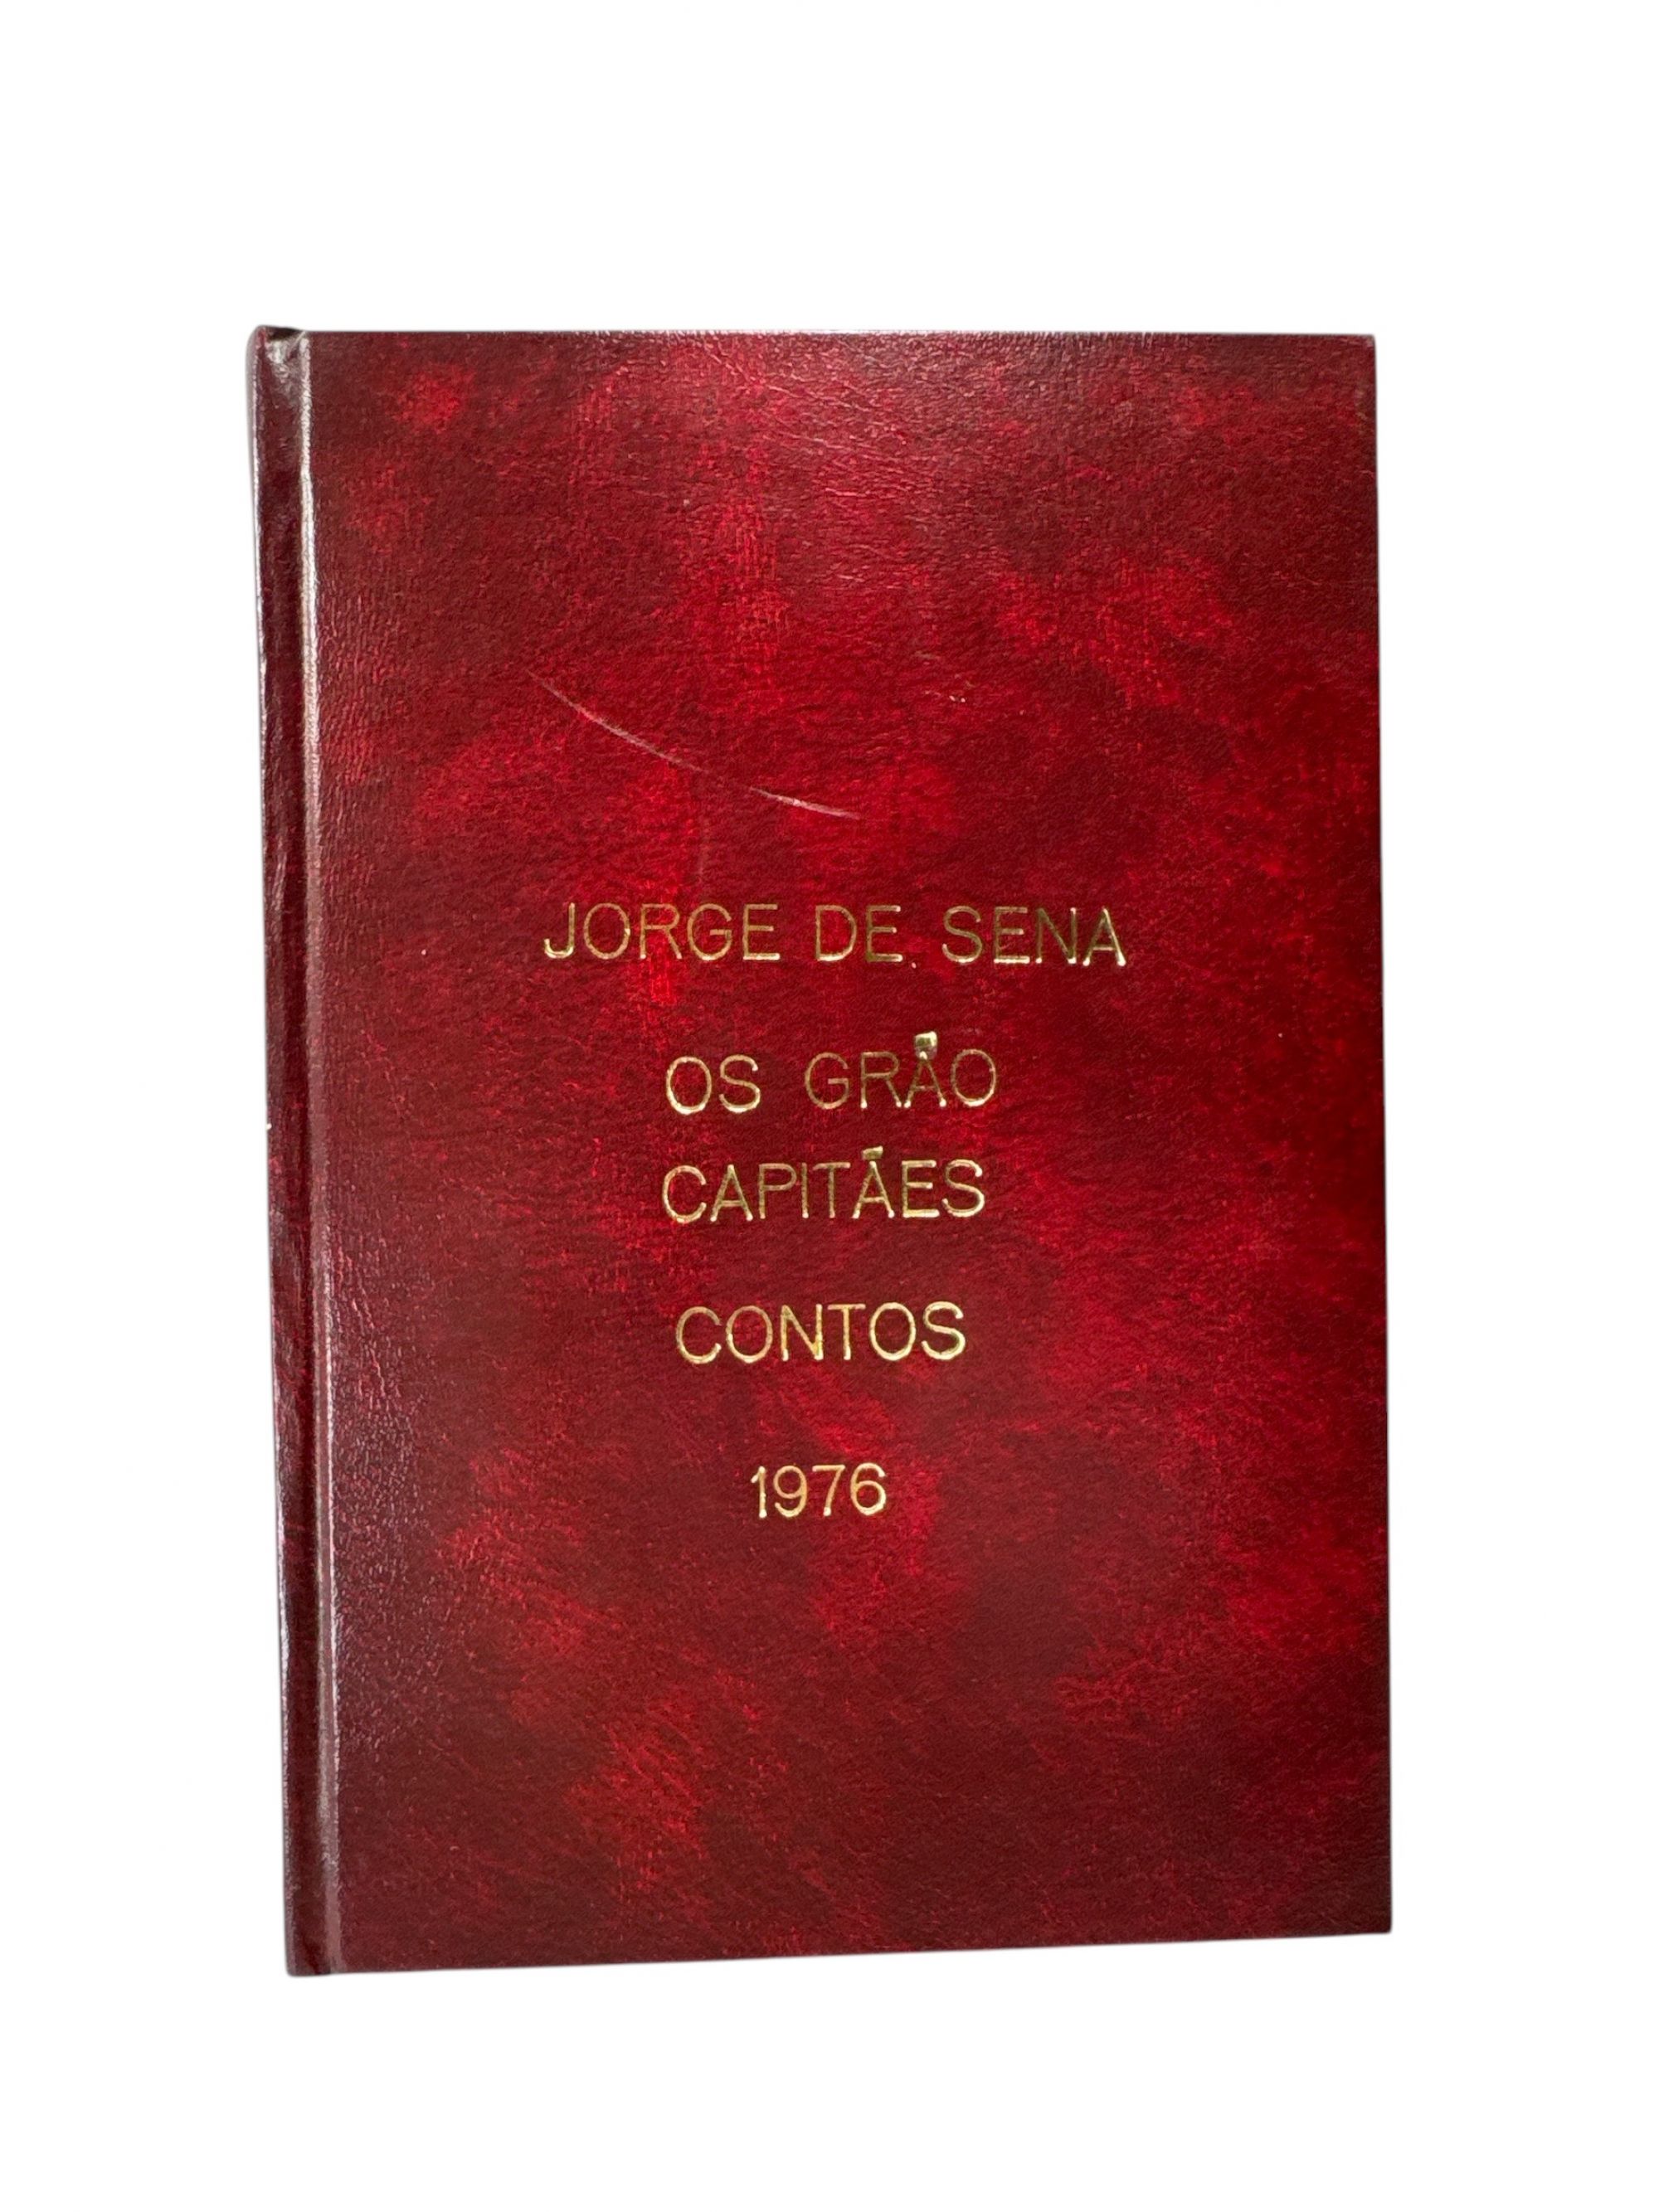 JORGE DE SENA
OS GRÃO
CAPITÃES
CONTOS
1976